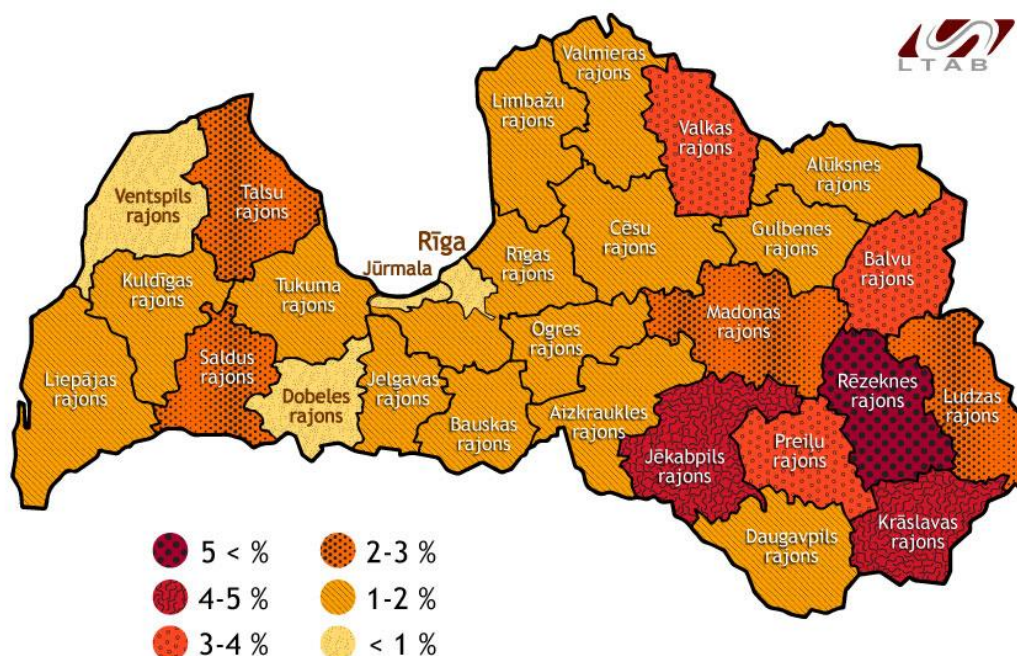 LTAB
Valmieras
rajons
Limbažu
rajons
Valkas
rajons
Alūksnes
rajons
Ventspils
rajons
Talsu
rajons
Rīga
Jūrmala
Rīgas
rajons
Cēsu
rajons
Gulbenes
rajons
Balvu
rajons
Kuldīgas
rajons
Tukuma
rajons
Madonas
rajons
Ogres
rajons
Saldus
rajons
Liepājas
rajons
Dobeles
rajons
Jelgavas
rajons
Bauskas
rajons
Aizkraukles
rajons
Rēzeknes
rajons
Ludzas
rajons
Jēkabpils
rajons
Preiļu
rajons
Krāslavas
rajons
Daugavpils
rajons
5 < %
2-3 %
4-5 %
1-2 %
3-4 %
< 1 %